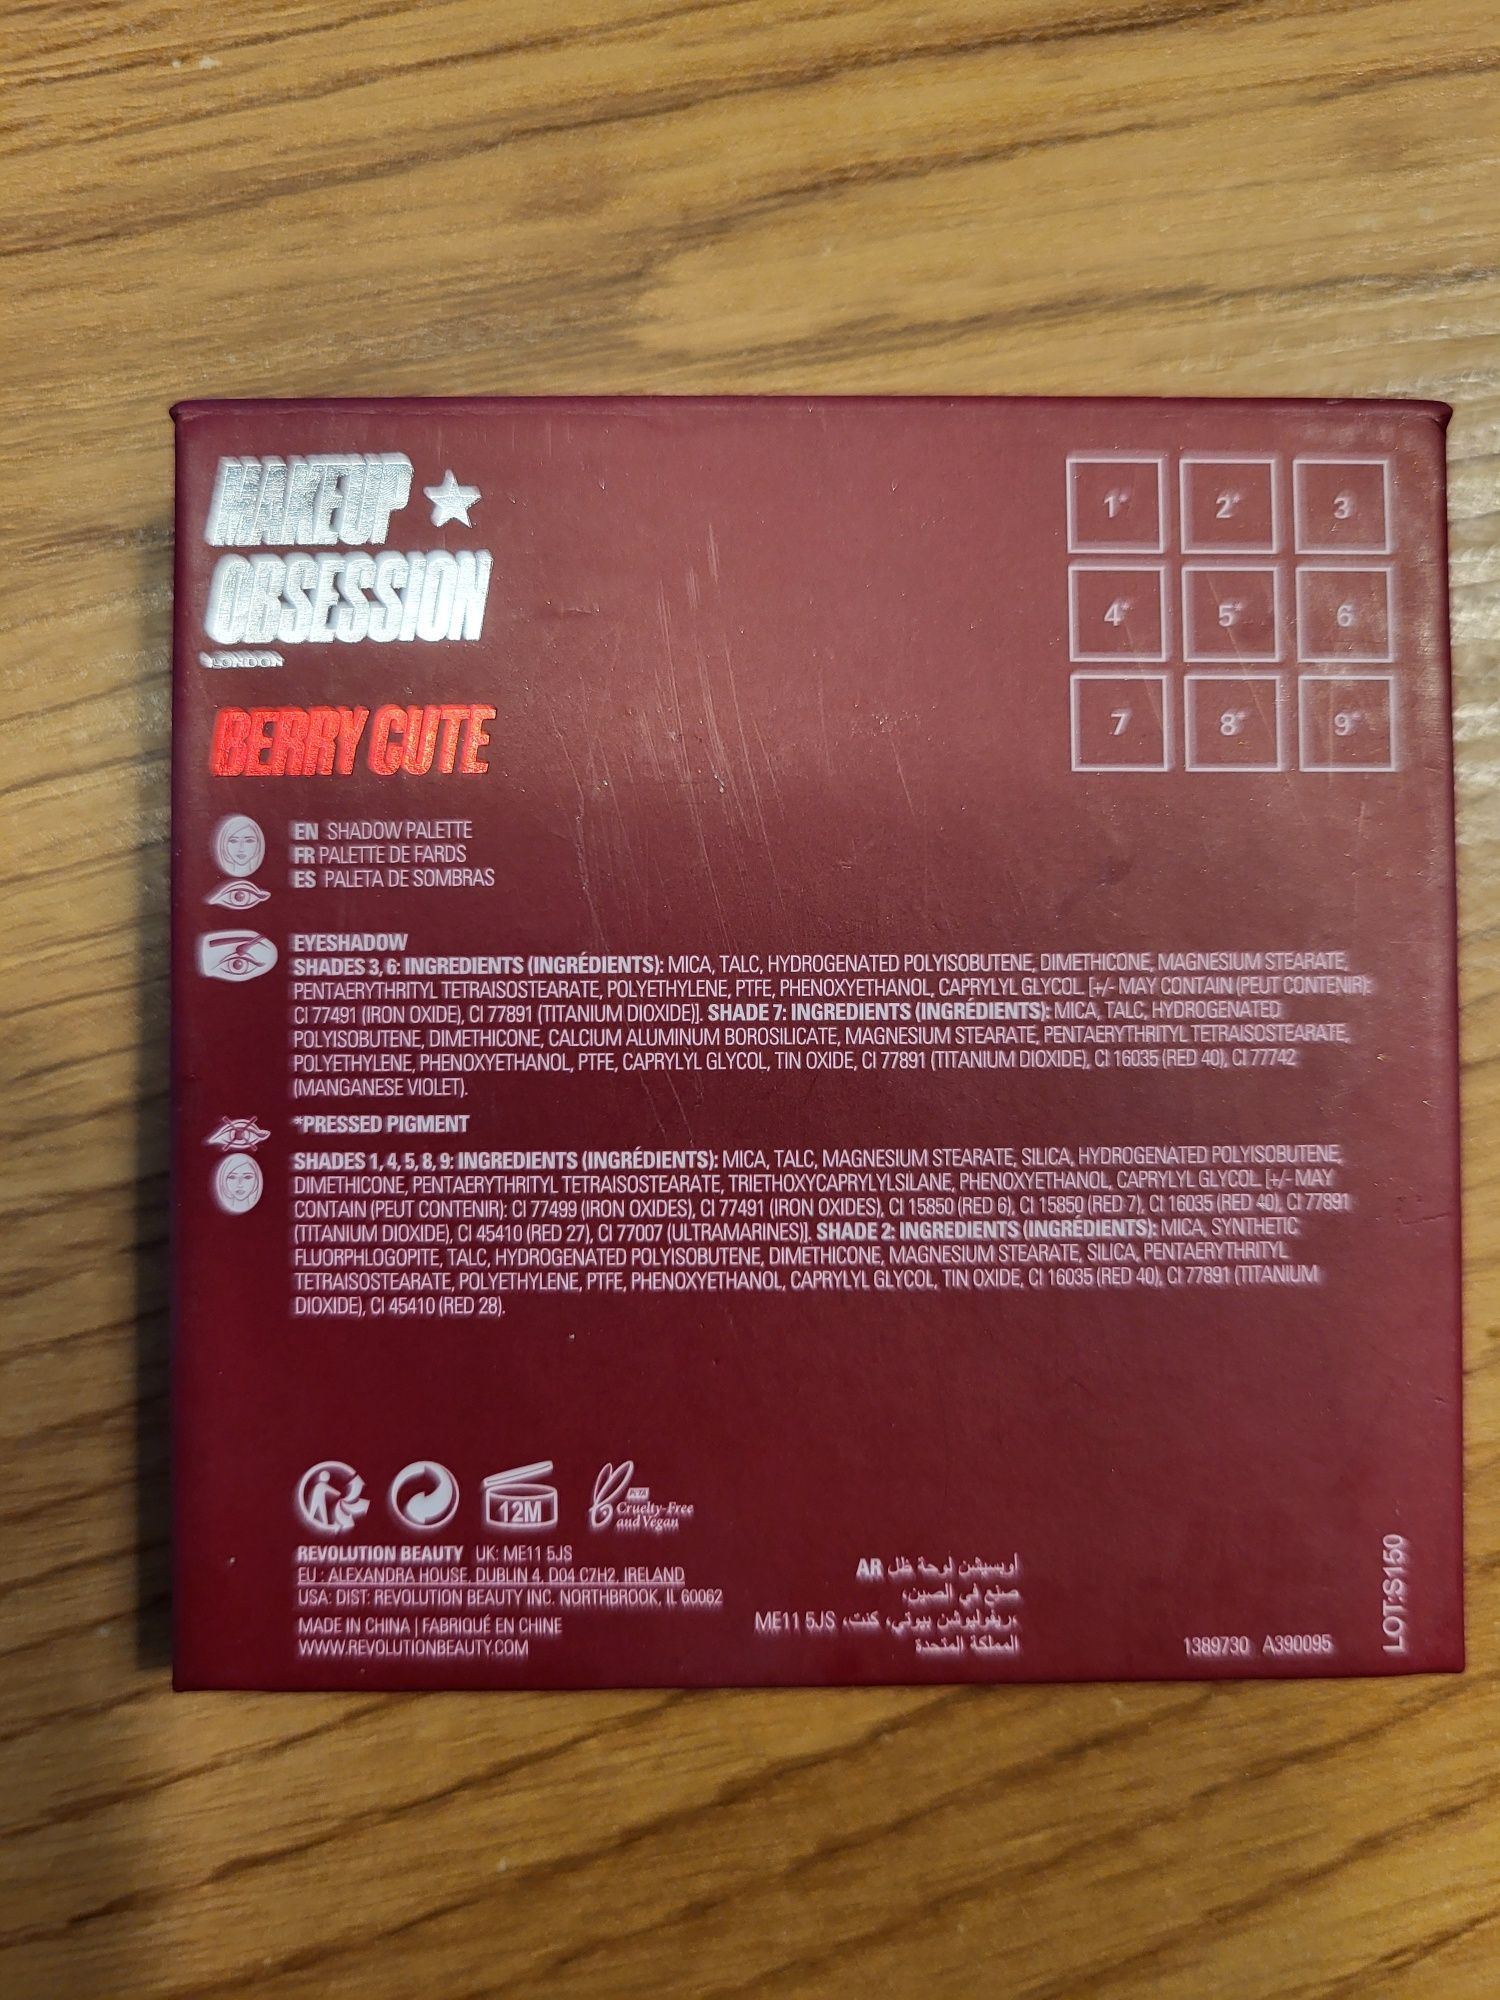 MAKEUP
OBSESSION
LONDON
BERRY CUTE
1* 2* 3
4* 5* 6
7 8* 9*
EN SHADOW PALETTE
FR PALETTE DE FARDS
ES PALETA DE SOMBRAS
EYESHADOW
SHADES 3, 6: INGREDIENTS (INGRÉDIENTS): MICA, TALC, HYDROGENATED POLYISOBUTENE, DIMETHICONE, MAGNESIUM STEARATE,
PENTAERYTHRITYL TETRAISOSTEARATE, POLYETHYLENE, PTFE, PHENOXYETHANOL, CAPRYLYL GLYCOL. [+/- MAY CONTAIN (PEUT CONTENIR):
CI 77491 (IRON OXIDE), CI 77891 (TITANIUM DIOXIDE)]. SHADE 7: INGREDIENTS (INGRÉDIENTS): MICA, TALC, HYDROGENATED
POLYISOBUTENE, DIMETHICONE, CALCIUM ALUMINUM BOROSILICATE, MAGNESIUM STEARATE, PENTAERYTHRITYL TETRAISOSTEARATE,
POLYETHYLENE, PHENOXYETHANOL, PTFE, CAPRYLYL GLYCOL, TIN OXIDE, CI 77891 (TITANIUM DIOXIDE), CI 16035 (RED 40), CI 77742
(MANGANESE VIOLET).
*PRESSED PIGMENT
SHADES 1, 4, 5, 8, 9: INGREDIENTS (INGRÉDIENTS): MICA, TALC, MAGNESIUM STEARATE, SILICA, HYDROGENATED POLYISOBUTENE,
DIMETHICONE, PENTAERYTHRITYL TETRAISOSTEARATE, TRIETHOXYCAPRYLYLSILANE, PHENOXYETHANOL, CAPRYLYL GLYCOL. [+/- MAY
CONTAIN (PEUT CONTENIR): CI 77499 (IRON OXIDES), CI 77491 (IRON OXIDES), CI 15850 (RED 6), CI 15850 (RED 7), CI 16035 (RED 40), CI 77891
(TITANIUM DIOXIDE), CI 45410 (RED 27), CI 77007 (ULTRAMARINES)]. SHADE 2: INGREDIENTS (INGRÉDIENTS): MICA, SYNTHETIC
FLUORPHLOGOPITE, TALC, HYDROGENATED POLYISOBUTENE, DIMETHICONE, MAGNESIUM STEARATE, SILICA, PENTAERYTHRITYL
TETRAISOSTEARATE, POLYETHYLENE, PTFE, PHENOXYETHANOL, CAPRYLYL GLYCOL, TIN OXIDE, CI 16035 (RED 40), CI 77891 (TITANIUM
DIOXIDE), CI 45410 (RED 28).
12M
PETA
Cruelty-Free
and Vegan
REVOLUTION BEAUTY UK: ME11 5JS
EU: ALEXANDRA HOUSE, DUBLIN 4, D04 C7H2, IRELAND
USA: DIST: REVOLUTION BEAUTY INC. NORTHBROOK, IL 60062
MADE IN CHINA | FABRIQUÉ EN CHINE
WWW.REVOLUTIONBEAUTY.COM
AR أوبسيشن لوحة ظل
صنع في الصين،
ريفوليوشن بيوتي، كنت، ME11 5JS،
المملكة المتحدة
1389730 A390095
LOT:S150